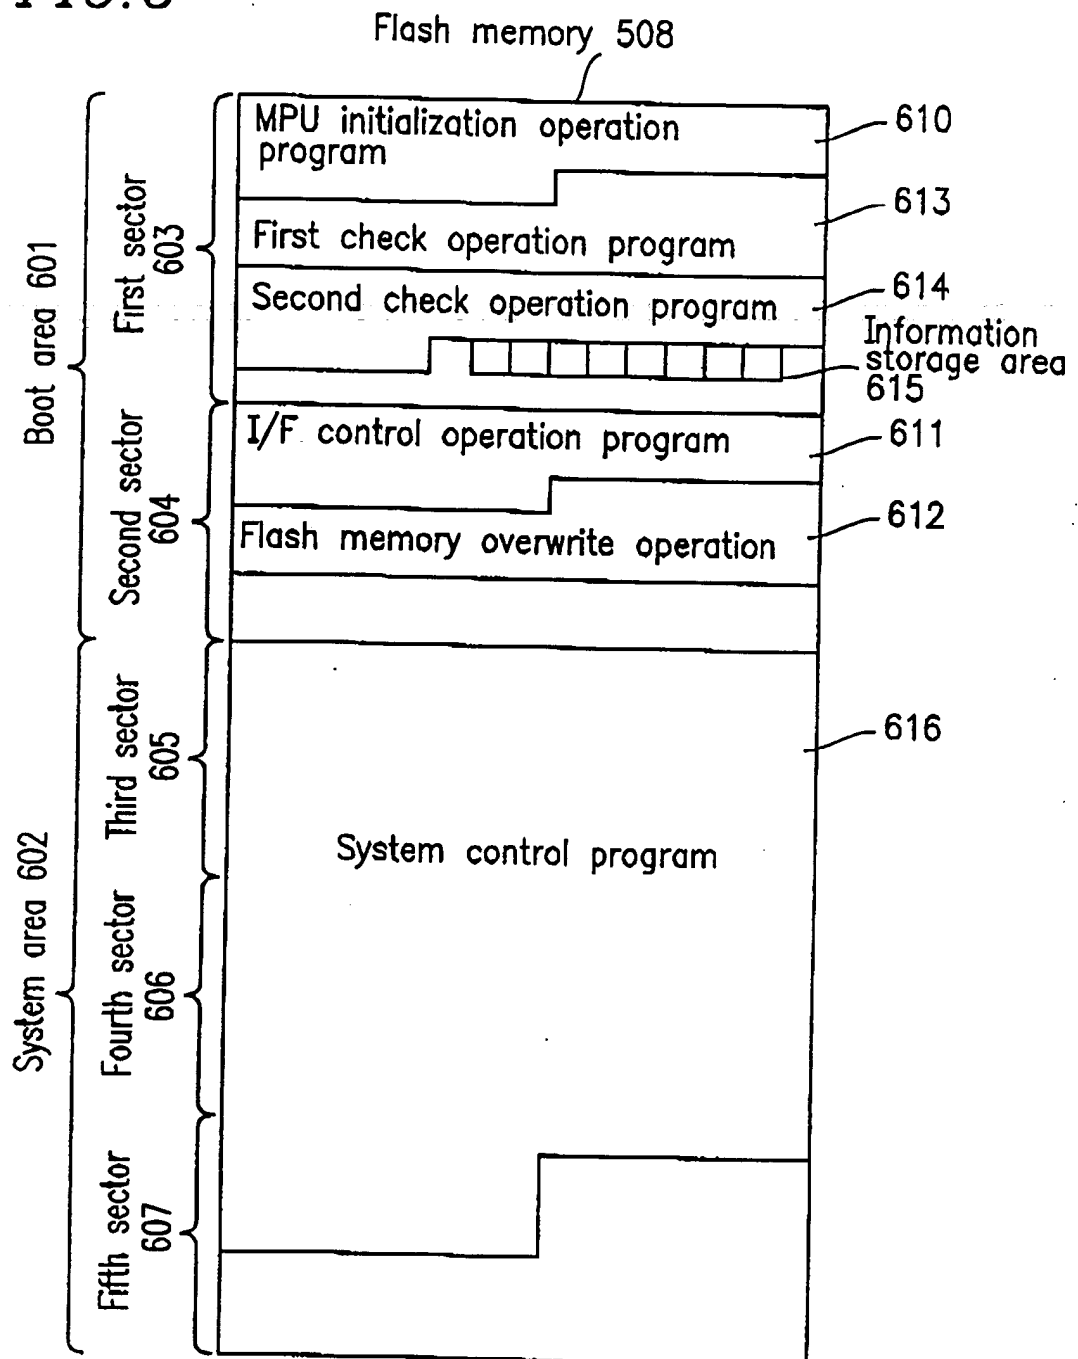 Flash memory 508
MPU initialization operation
program
610
613
First check operation program
614
Second check operation program
Information
storage area
615
I/F control operation program
611
612
Flash memory overwrite operation
616
System control program
Boot area 601
First sector
603
Second sector
604
System area 602
Third sector
605
Fourth sector
606
Fifth sector
607